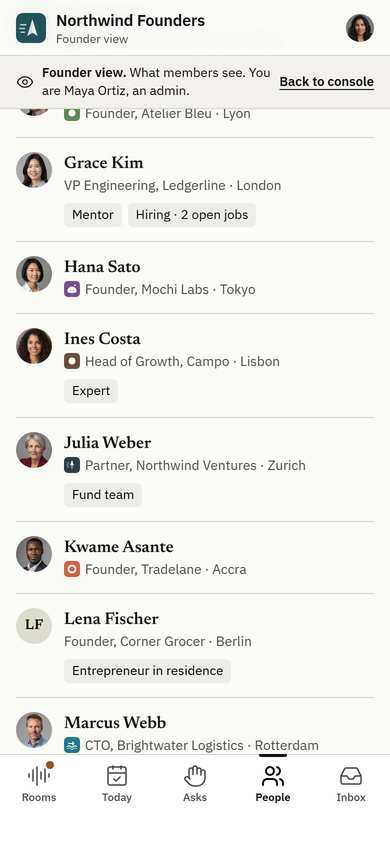 Northwind Founders
Founder view
Founder view. What members see. You
are Maya Ortiz, an admin.
Back to console
Founder, Atelier Bleu · Lyon
Grace Kim
VP Engineering, Ledgerline · London
Mentor
Hiring · 2 open jobs
Hana Sato
Founder, Mochi Labs · Tokyo
Ines Costa
Head of Growth, Campo · Lisbon
Expert
Julia Weber
Partner, Northwind Ventures · Zurich
Fund team
Kwame Asante
Founder, Tradelane · Accra
LF
Lena Fischer
Founder, Corner Grocer · Berlin
Entrepreneur in residence
Marcus Webb
CTO, Brightwater Logistics · Rotterdam
Rooms
Today
Asks
People
Inbox